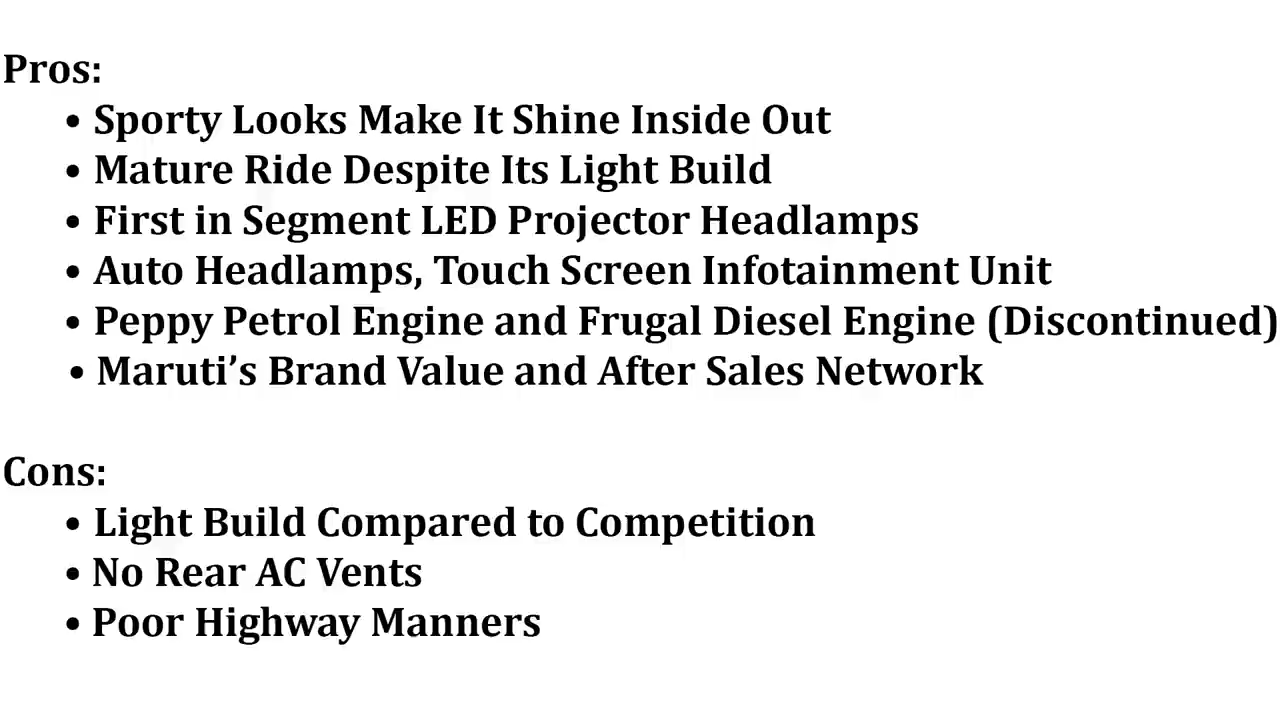 Pros:
• Sporty Looks Make It Shine Inside Out
• Mature Ride Despite Its Light Build
• First in Segment LED Projector Headlamps
• Auto Headlamps, Touch Screen Infotainment Unit
• Peppy Petrol Engine and Frugal Diesel Engine (Discontinued)
• Maruti’s Brand Value and After Sales Network
Cons:
• Light Build Compared to Competition
• No Rear AC Vents
• Poor Highway Manners